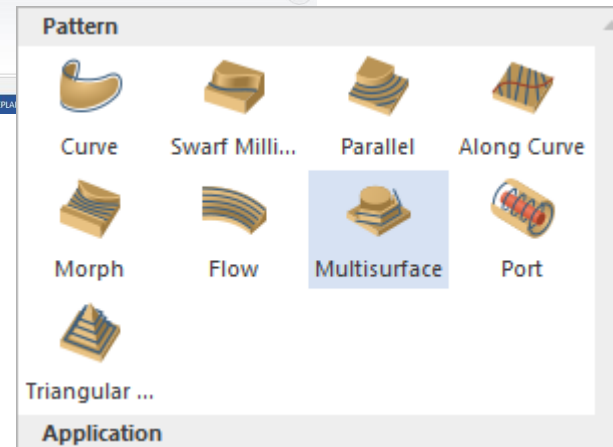 Pattern
Curve
Swarf Milli...
Parallel
Along Curve
Morph
Flow
Multisurface
Port
Triangular ...
Application